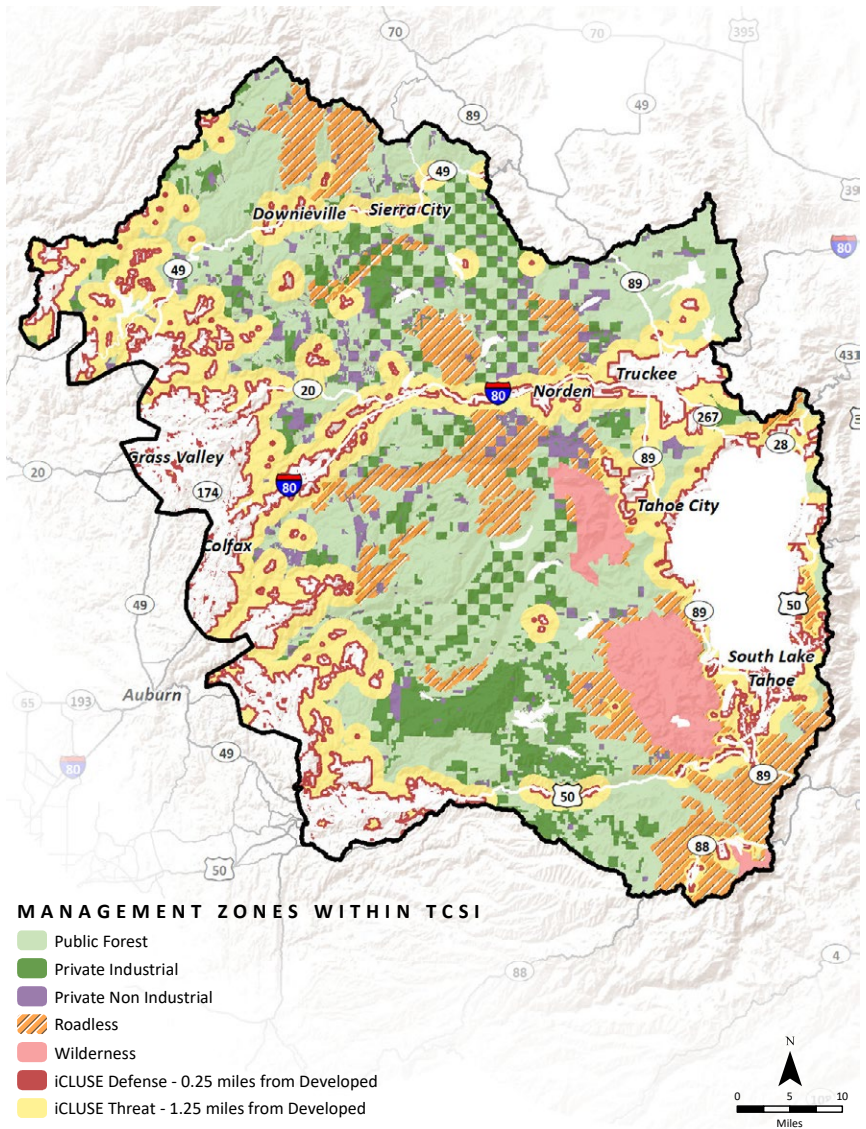 70
70
395
49
89
39
49
Downieville
Sierra City
80
49
89
431
Truckee
80
Norden
20
267
28
Grass Valley
20
174
80
89
Tahoe City
Colfax
49
89
50
South Lake
Tahoe
Auburn
65
193
49
80
89
50
88
50
4
88
MANAGEMENT ZONES WITHIN TCSI
Public Forest
Private Industrial
Private Non Industrial
Roadless
Wilderness
iCLUSE Defense - 0.25 miles from Developed
iCLUSE Threat - 1.25 miles from Developed
N
0 5 10
Miles